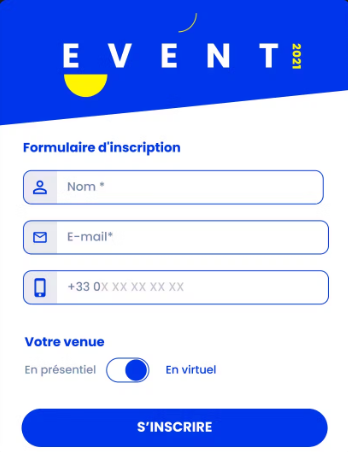 EVENT
2021
Formulaire d'inscription
Nom *
E-mail*
+33 0X XX XX XX XX
Votre venue
En présentiel
En virtuel
S'INSCRIRE